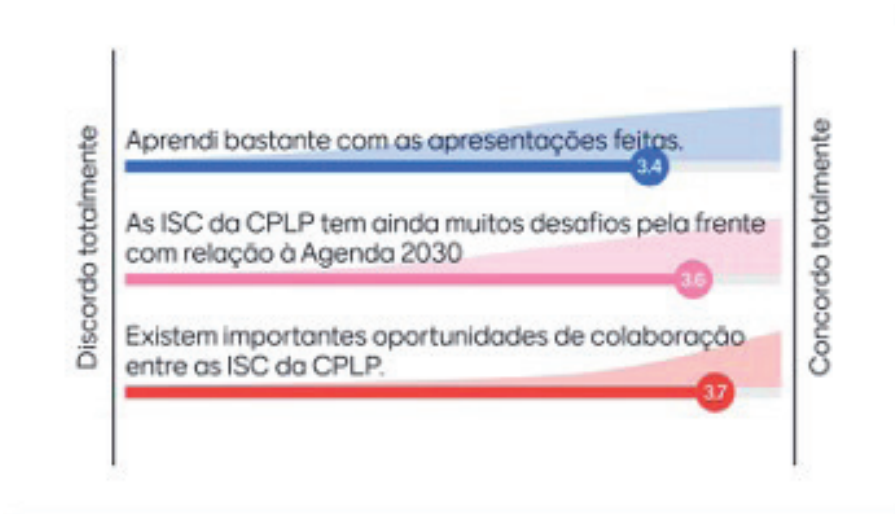 Discordo totalmente
Aprendi bastante com as apresentações feitas.
3.4
As ISC da CPLP tem ainda muitos desafios pela frente
com relação à Agenda 2030
3.6
Existem importantes oportunidades de colaboração
entre as ISC da CPLP.
3.7
Concordo totalmente